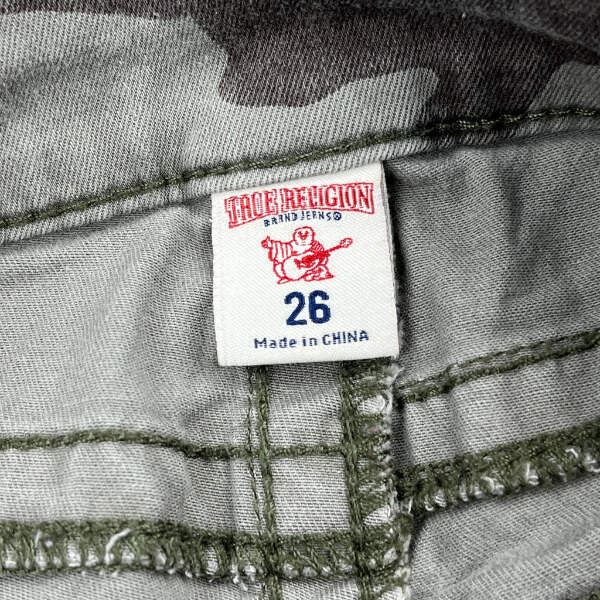 TRUE RELIGION
BRAND JEANS®
26
Made in CHINA